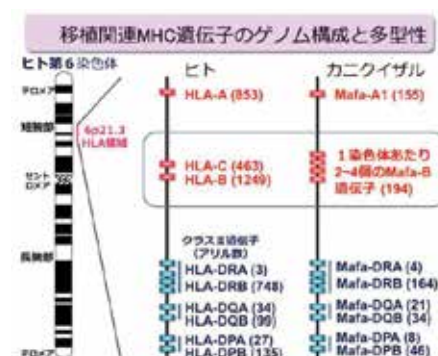 移植関連MHC遺伝子のゲノム構成と多型性
ヒト第6染色体
ヒト
カニクイザル
テロメア
HLA-A (853)
Mafa-A1 (155)
短腕部
6p21.3
HLA領域
HLA-C (463)
HLA-B (1249)
1染色体あたり
2~4個のMafa-B
遺伝子 (194)
セント
ロメア
クラスⅡ遺伝子
(アリル数)
長腕部
HLA-DRA (3)
HLA-DRB (748)
Mafa-DRA (4)
Mafa-DRB (164)
HLA-DQA (34)
HLA-DQB (99)
Mafa-DQA (21)
Mafa-DQB (34)
HLA-DPA (27)
HLA-DPB (135)
Mafa-DPA (8)
Mafa-DPB (46)
テロメア